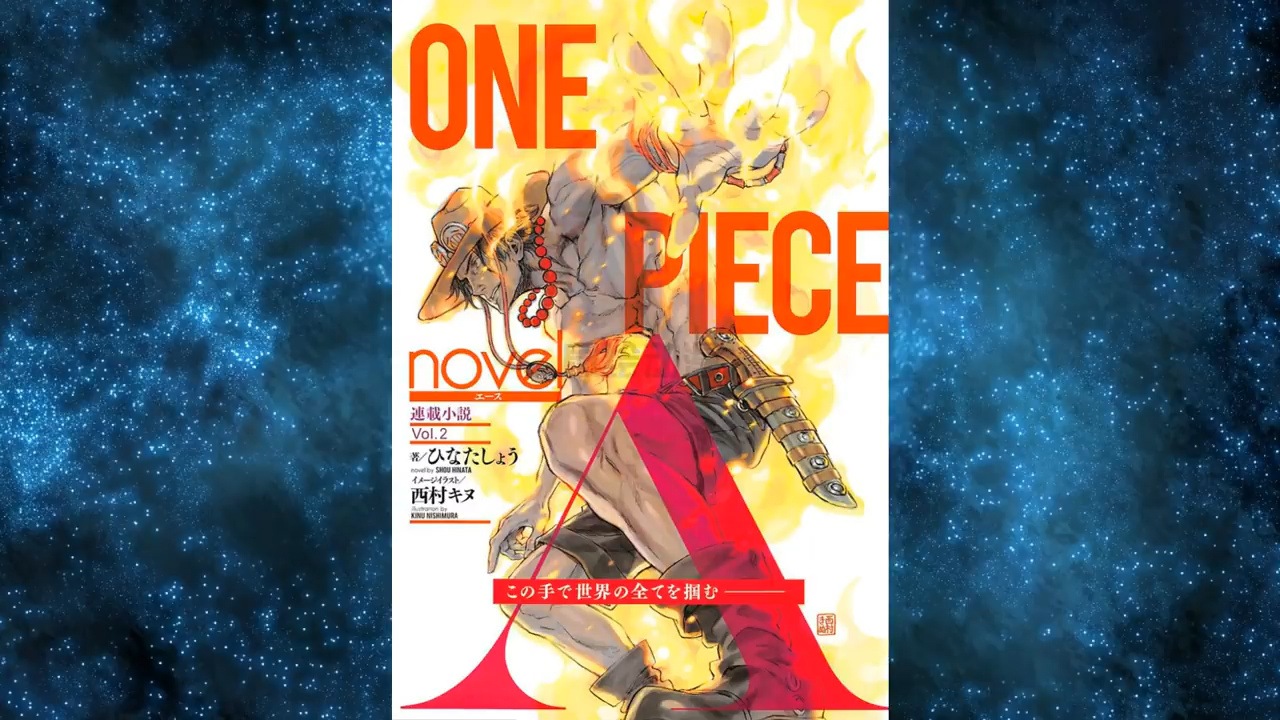 ONE
PIECE
novel
エース
連載小説
Vol.2
著/ひなたしょう
novel by SHOU HINATA
イメージイラスト/
西村キヌ
illustration by
KINU NISHIMURA
A
この手で世界の全てを掴む――――